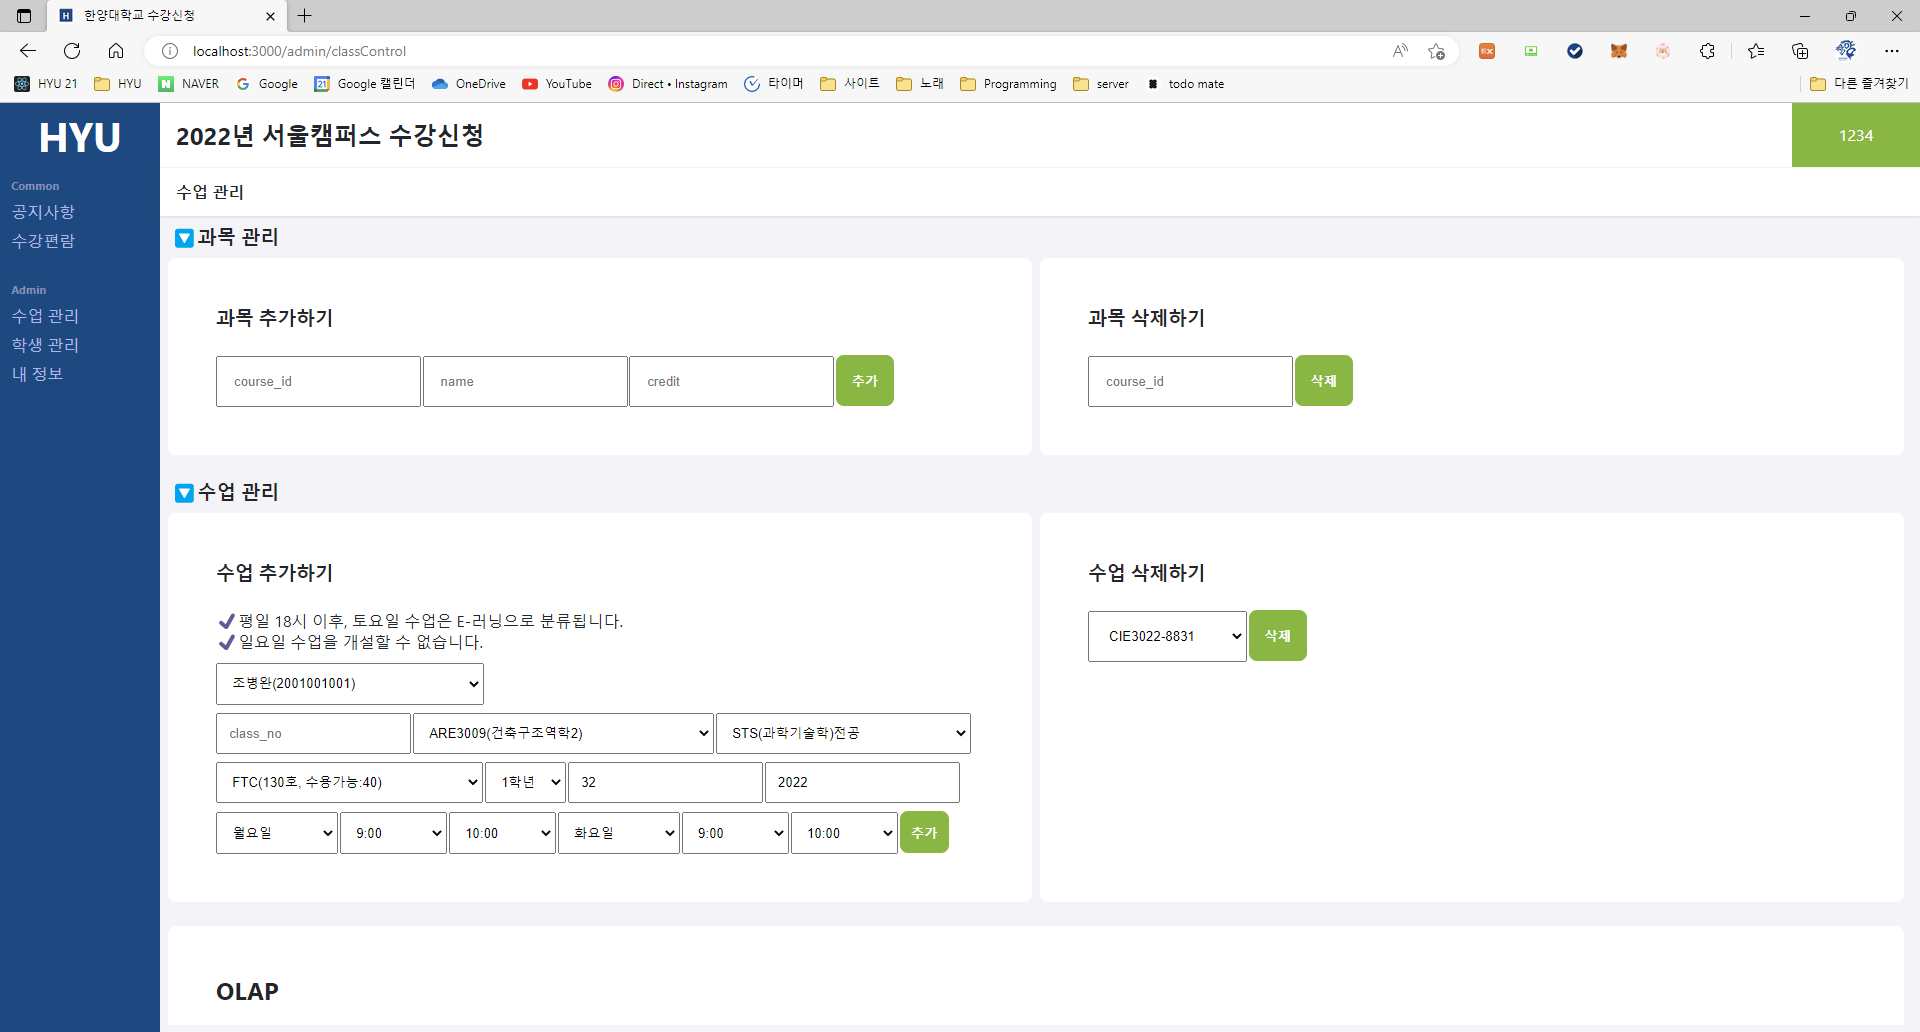 한양대학교 수강신청
localhost:3000/admin/classControl
HYU 21 HYU NAVER Google Google 캘린더 OneDrive YouTube Direct • Instagram 타이머 사이트 노래 Programming server todo mate 다른 즐겨찾기
HYU
2022년 서울캠퍼스 수강신청
1234
Common
공지사항
수강편람
Admin
수업 관리
학생 관리
내 정보
수업 관리
과목 관리
과목 추가하기
course_id name credit 추가
과목 삭제하기
course_id 삭제
수업 관리
수업 추가하기
평일 18시 이후, 토요일 수업은 E-러닝으로 분류됩니다.
일요일 수업을 개설할 수 없습니다.
조병완(2001001001)
class_no ARE3009(건축구조역학2) STS(과학기술학)전공
FTC(130호, 수용가능:40) 1학년 32 2022
월요일 9:00 10:00 화요일 9:00 10:00 추가
수업 삭제하기
CIE3022-8831 삭제
OLAP